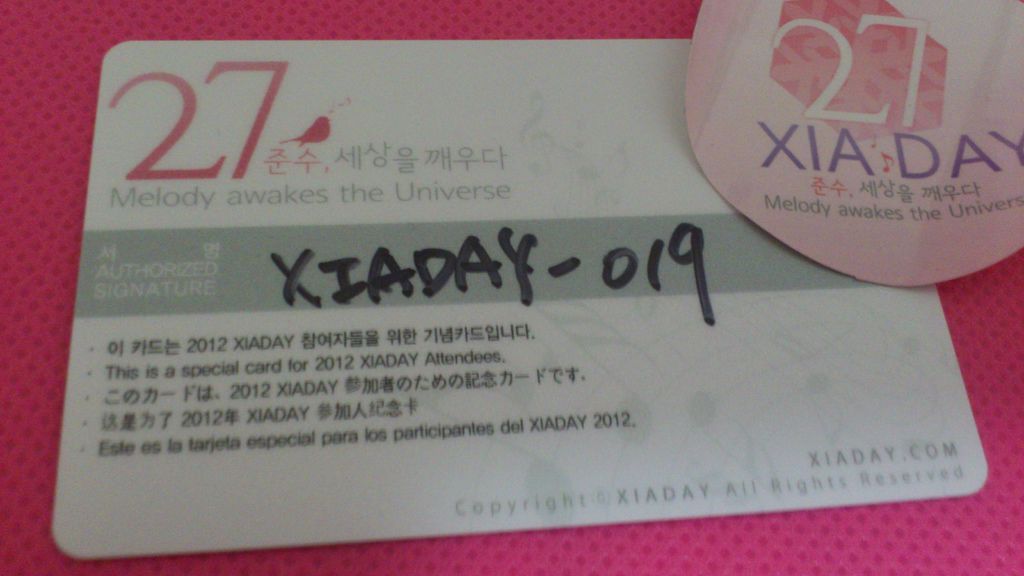 27 준수, 세상을 깨우다
Melody awakes the Universe
서 명
AUTHORIZED
SIGNATURE
XIADAY-019
· 이 카드는 2012 XIADAY 참여자들을 위한 기념카드입니다.
· This is a special card for 2012 XIADAY Attendees.
· このカードは、2012 XIADAY 参加者のための記念カードです.
· 这是为了 2012年 XIADAY 参加人纪念卡
· Este es la tarjeta especial para los participantes del XIADAY 2012.
XIADAY.COM
Copyright © XIADAY All Rights Reserved
27
XIA DAY
준수, 세상을 깨우다
Melody awakes the Univers